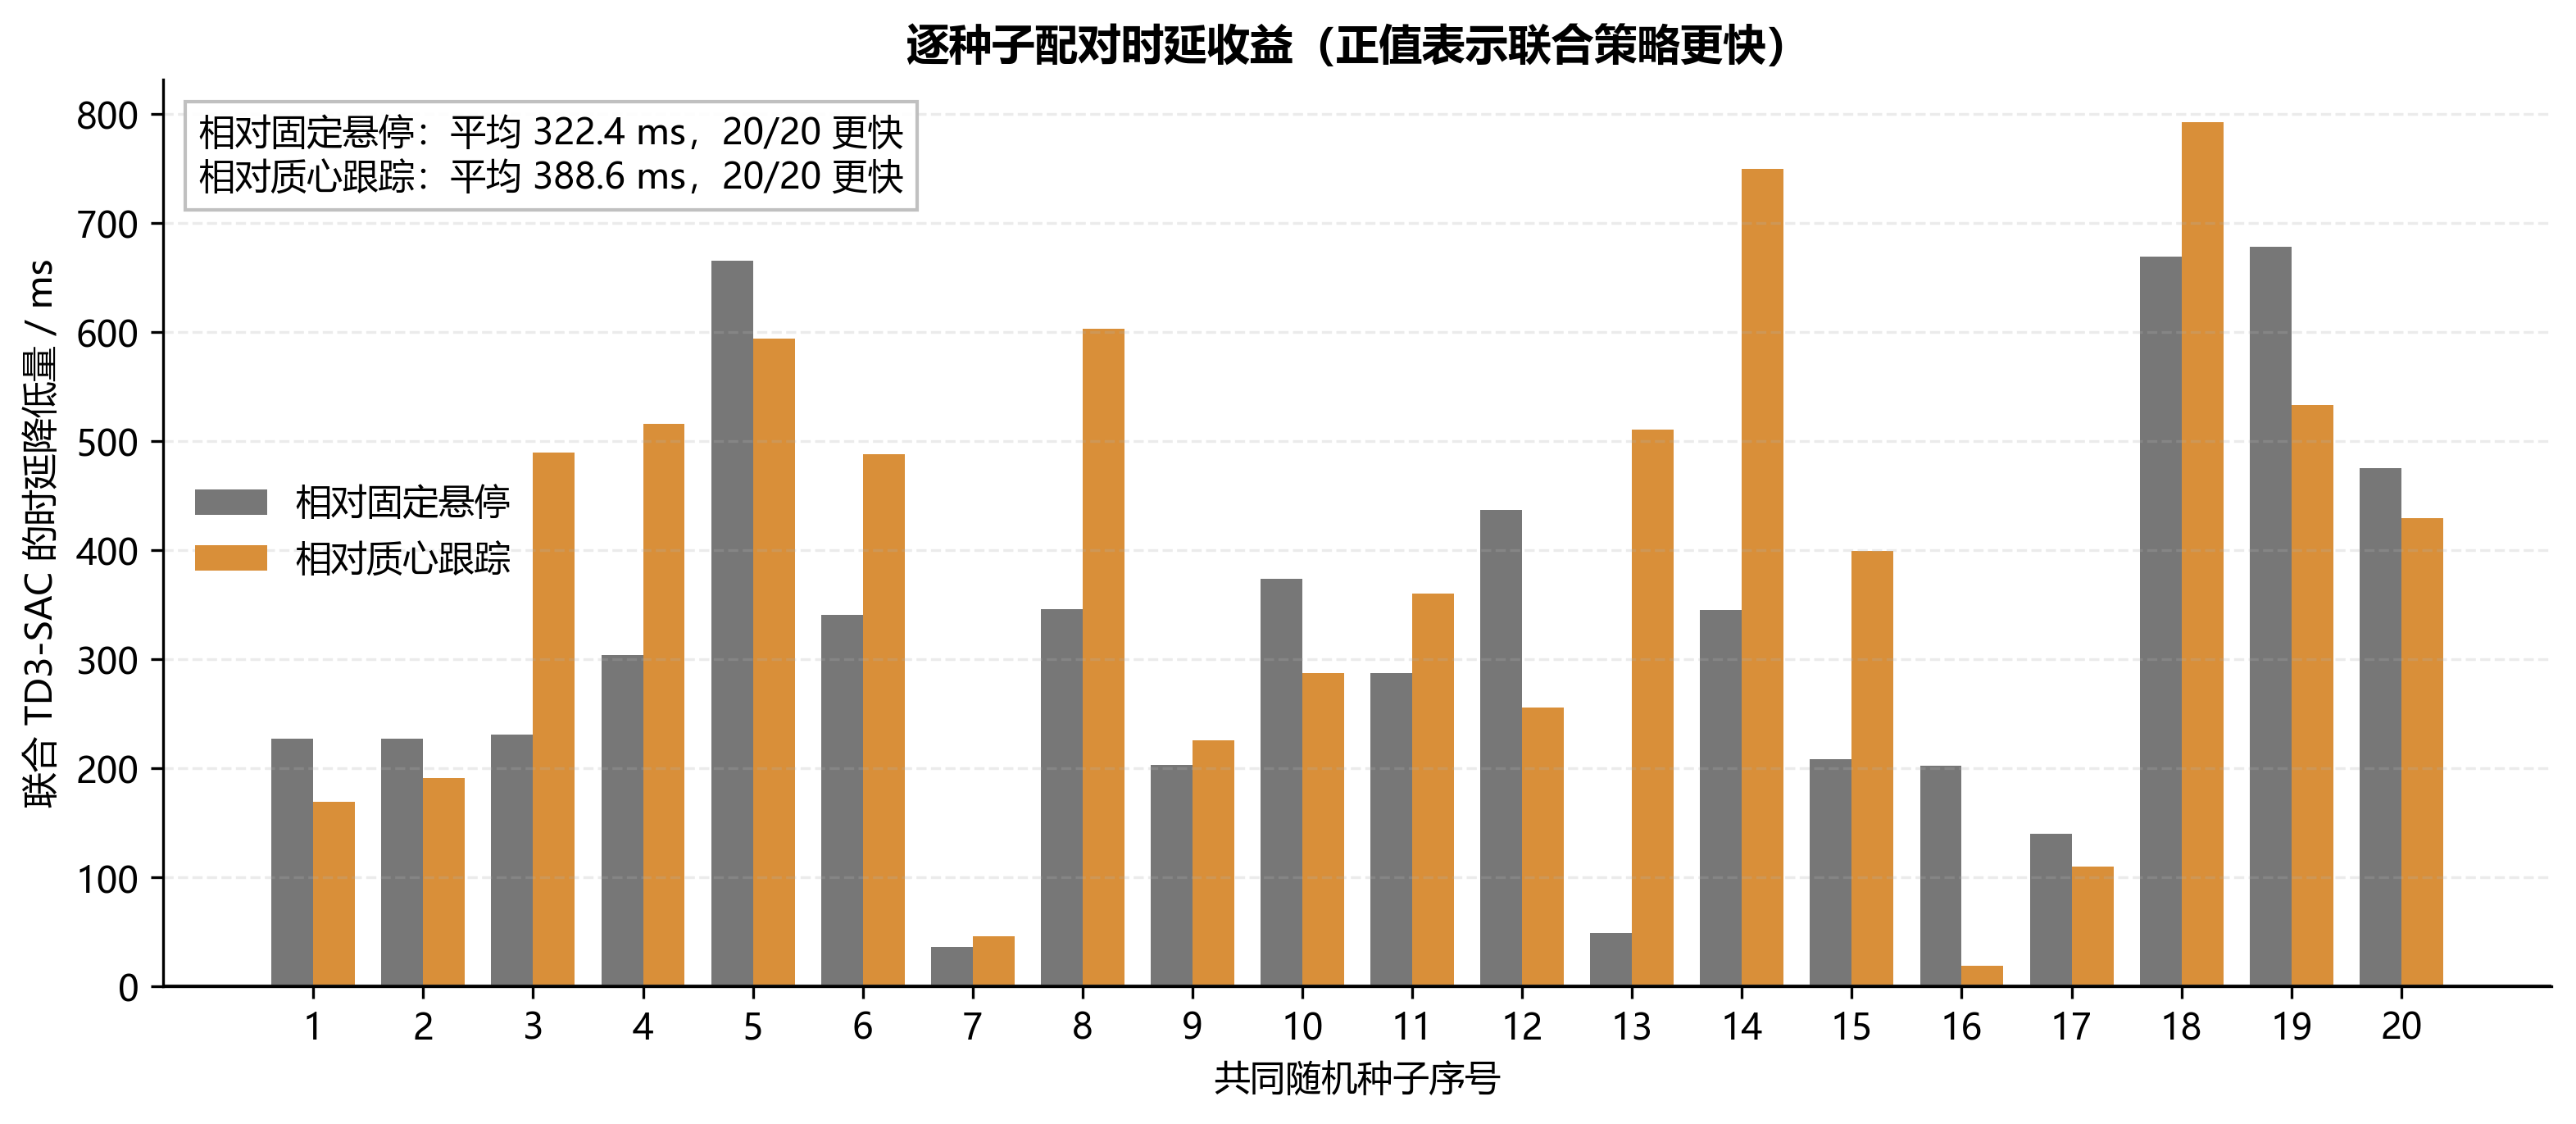 逐种子配对时延收益（正值表示联合策略更快）
相对固定悬停：平均 322.4 ms，20/20 更快
相对质心跟踪：平均 388.6 ms，20/20 更快
相对固定悬停
相对质心跟踪
联合 TD3-SAC 的时延降低量 / ms
800
700
600
500
400
300
200
100
0
1 2 3 4 5 6 7 8 9 10 11 12 13 14 15 16 17 18 19 20
共同随机种子序号